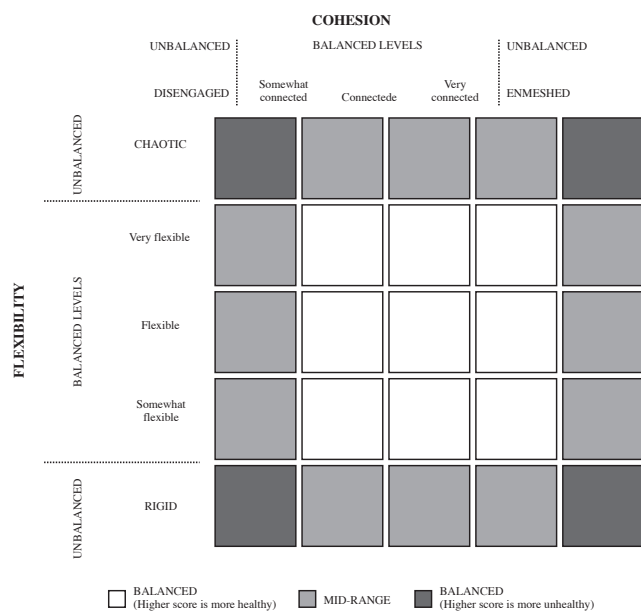 COHESION
UNBALANCED BALANCED LEVELS UNBALANCED
DISENGAGED Somewhat connected Connectede Very connected ENMESHED
FLEXIBILITY
UNBALANCED
CHAOTIC
BALANCED LEVELS
Very flexible
Flexible
Somewhat
flexible
UNBALANCED
RIGID
BALANCED
(Higher score is more healthy)
MID-RANGE
BALANCED
(Higher score is more unhealthy)